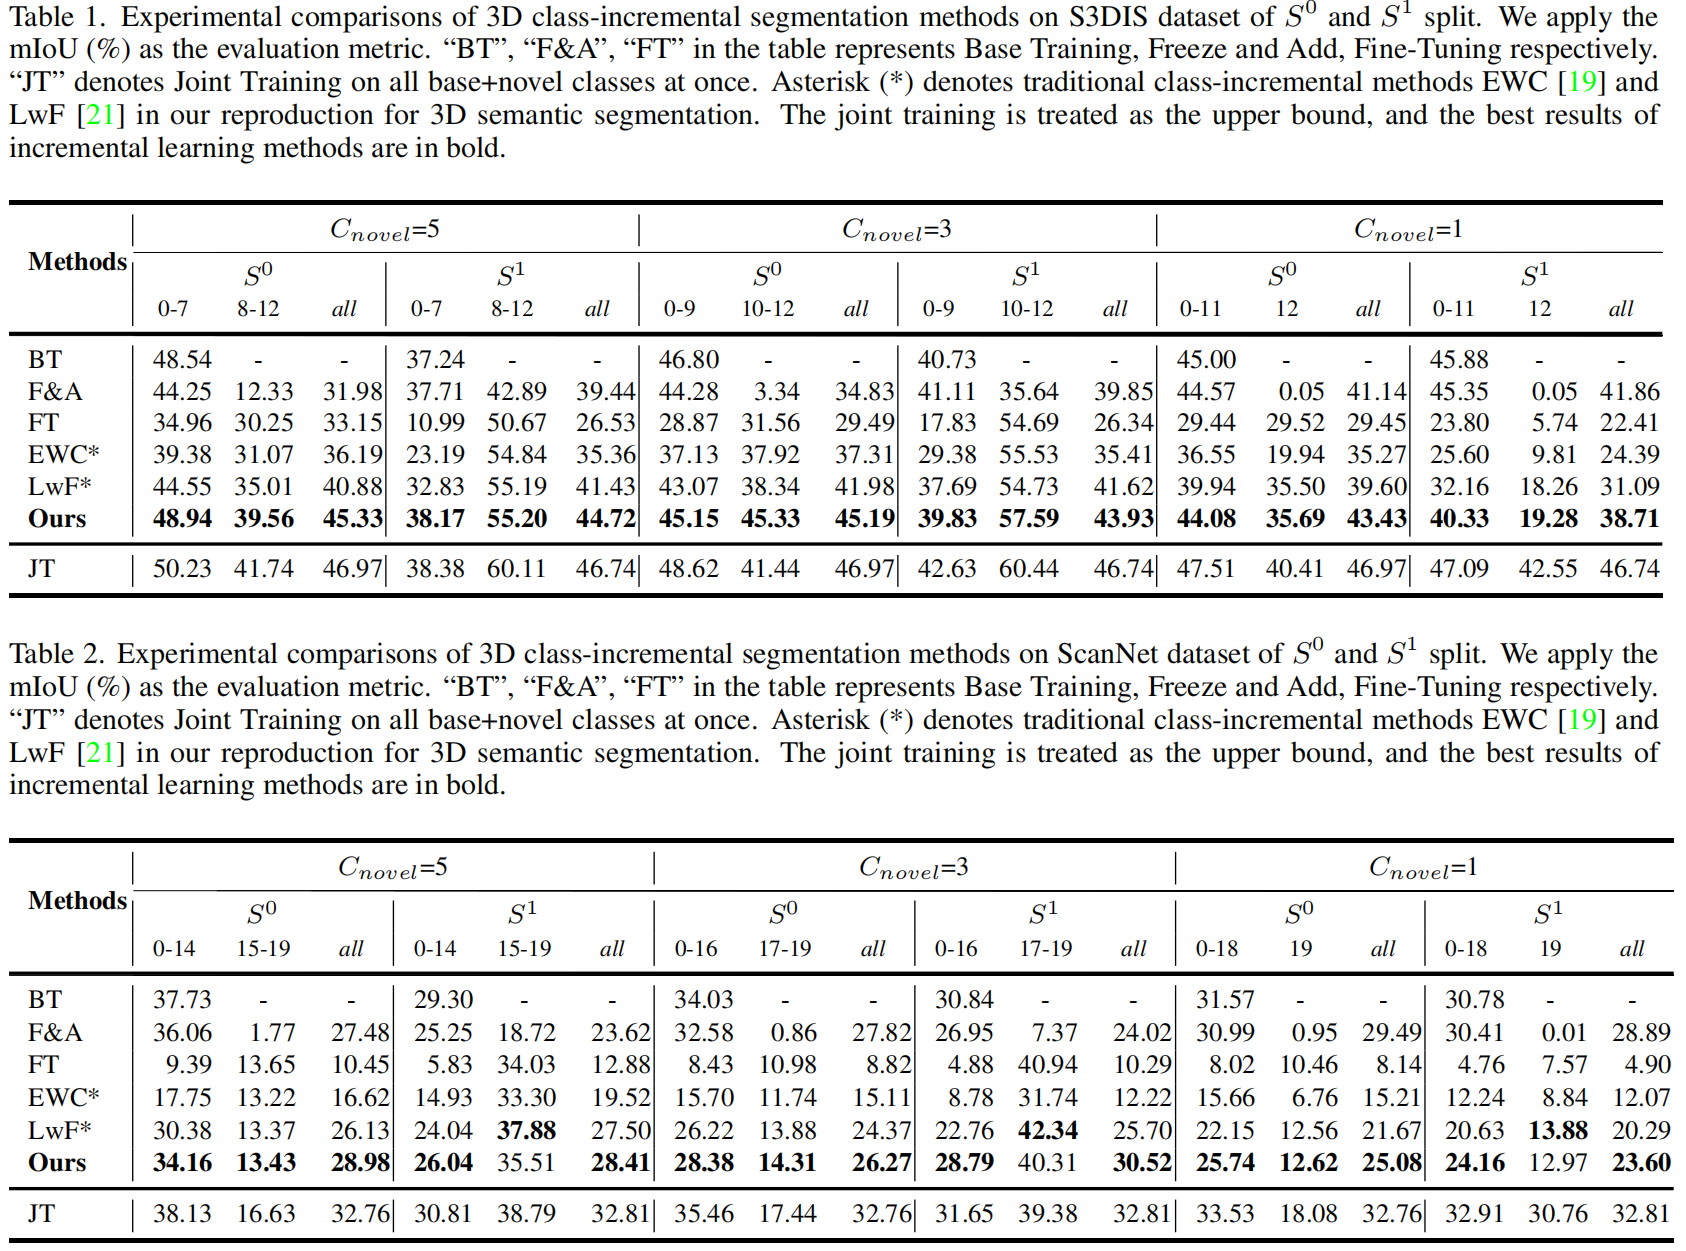 Table 1. Experimental comparisons of 3D class-incremental segmentation methods on S3DIS dataset of S⁰ and S¹ split. We apply the
mIoU (%) as the evaluation metric. “BT”, “F&A”, “FT” in the table represents Base Training, Freeze and Add, Fine-Tuning respectively.
“JT” denotes Joint Training on all base+novel classes at once. Asterisk (*) denotes traditional class-incremental methods EWC [19] and
LwF [21] in our reproduction for 3D semantic segmentation. The joint training is treated as the upper bound, and the best results of
incremental learning methods are in bold.
Methods C_novel=5 C_novel=3 C_novel=1
S⁰ S¹ S⁰ S¹ S⁰ S¹
0-7 8-12 all 0-7 8-12 all 0-9 10-12 all 0-9 10-12 all 0-11 12 all 0-11 12 all
BT 48.54 - - 37.24 - - 46.80 - - 40.73 - - 45.00 - - 45.88 - -
F&A 44.25 12.33 31.98 37.71 42.89 39.44 44.28 3.34 34.83 41.11 35.64 39.85 44.57 0.05 41.14 45.35 0.05 41.86
FT 34.96 30.25 33.15 10.99 50.67 26.53 28.87 31.56 29.49 17.83 54.69 26.34 29.44 29.52 29.45 23.80 5.74 22.41
EWC* 39.38 31.07 36.19 23.19 54.84 35.36 37.13 37.92 37.31 29.38 55.53 35.41 36.55 19.94 35.27 25.60 9.81 24.39
LwF* 44.55 35.01 40.88 32.83 55.19 41.43 43.07 38.34 41.98 37.69 54.73 41.62 39.94 35.50 39.60 32.16 18.26 31.09
Ours 48.94 39.56 45.33 38.17 55.20 44.72 45.15 45.33 45.19 39.83 57.59 43.93 44.08 35.69 43.43 40.33 19.28 38.71
JT 50.23 41.74 46.97 38.38 60.11 46.74 48.62 41.44 46.97 42.63 60.44 46.74 47.51 40.41 46.97 47.09 42.55 46.74
Table 2. Experimental comparisons of 3D class-incremental segmentation methods on ScanNet dataset of S⁰ and S¹ split. We apply the
mIoU (%) as the evaluation metric. “BT”, “F&A”, “FT” in the table represents Base Training, Freeze and Add, Fine-Tuning respectively.
“JT” denotes Joint Training on all base+novel classes at once. Asterisk (*) denotes traditional class-incremental methods EWC [19] and
LwF [21] in our reproduction for 3D semantic segmentation. The joint training is treated as the upper bound, and the best results of
incremental learning methods are in bold.
Methods C_novel=5 C_novel=3 C_novel=1
S⁰ S¹ S⁰ S¹ S⁰ S¹
0-14 15-19 all 0-14 15-19 all 0-16 17-19 all 0-16 17-19 all 0-18 19 all 0-18 19 all
BT 37.73 - - 29.30 - - 34.03 - - 30.84 - - 31.57 - - 30.78 - -
F&A 36.06 1.77 27.48 25.25 18.72 23.62 32.58 0.86 27.82 26.95 7.37 24.02 30.99 0.95 29.49 30.41 0.01 28.89
FT 9.39 13.65 10.45 5.83 34.03 12.88 8.43 10.98 8.82 4.88 40.94 10.29 8.02 10.46 8.14 4.76 7.57 4.90
EWC* 17.75 13.22 16.62 14.93 33.30 19.52 15.70 11.74 15.11 8.78 31.74 12.22 15.66 6.76 15.21 12.24 8.84 12.07
LwF* 30.38 13.37 26.13 24.04 37.88 27.50 26.22 13.88 24.37 22.76 42.34 25.70 22.15 12.56 21.67 20.63 13.88 20.29
Ours 34.16 13.43 28.98 26.04 35.51 28.41 28.38 14.31 26.27 28.79 40.31 30.52 25.74 12.62 25.08 24.16 12.97 23.60
JT 38.13 16.63 32.76 30.81 38.79 32.81 35.46 17.44 32.76 31.65 39.38 32.81 33.53 18.08 32.76 32.91 30.76 32.81